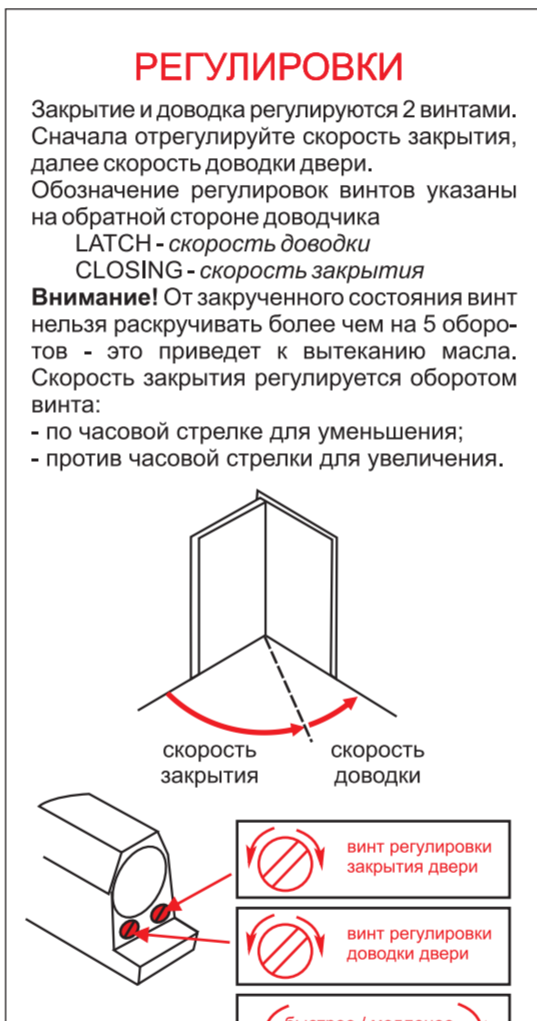 РЕГУЛИРОВКИ
Закрытие и доводка регулируются 2 винтами.
Сначала отрегулируйте скорость закрытия,
далее скорость доводки двери.
Обозначение регулировок винтов указаны
на обратной стороне доводчика
LATCH - скорость доводки
CLOSING - скорость закрытия
Внимание! От закрученного состояния винт
нельзя раскручивать более чем на 5 оборо-
тов - это приведет к вытеканию масла.
Скорость закрытия регулируется оборотом
винта:
- по часовой стрелке для уменьшения;
- против часовой стрелки для увеличения.
скорость
закрытия
скорость
доводки
винт регулировки
закрытия двери
винт регулировки
доводки двери